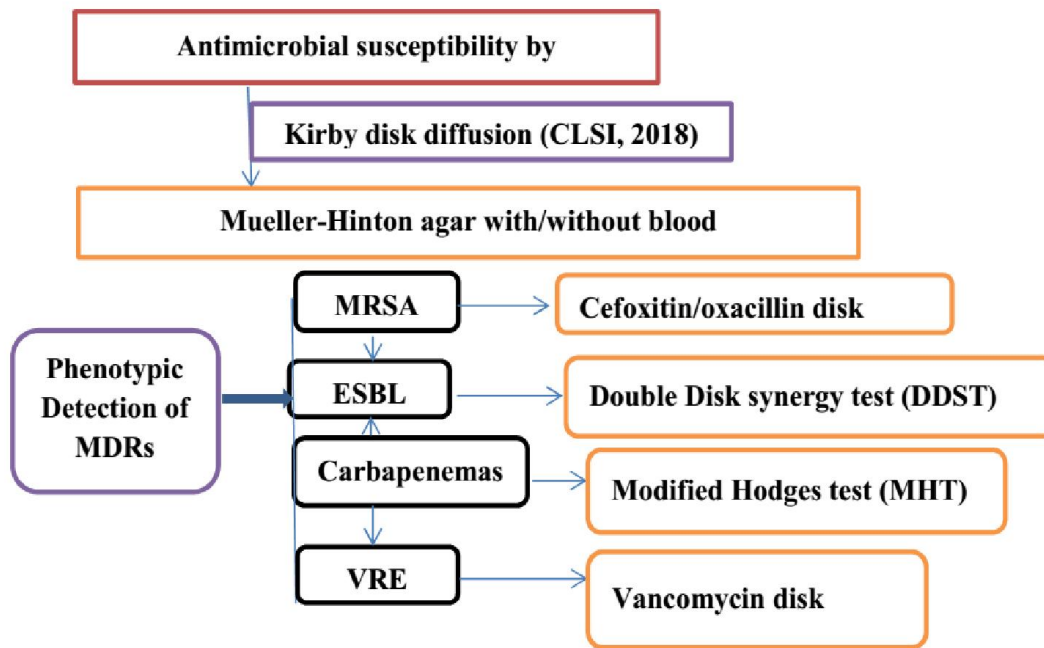 Antimicrobial susceptibility by
Kirby disk diffusion (CLSI, 2018)
Mueller-Hinton agar with/without blood
MRSA
Cefoxitin/oxacillin disk
Phenotypic
Detection of
MDRs
ESBL
Double Disk synergy test (DDST)
Carbapenemas
Modified Hodges test (MHT)
VRE
Vancomycin disk